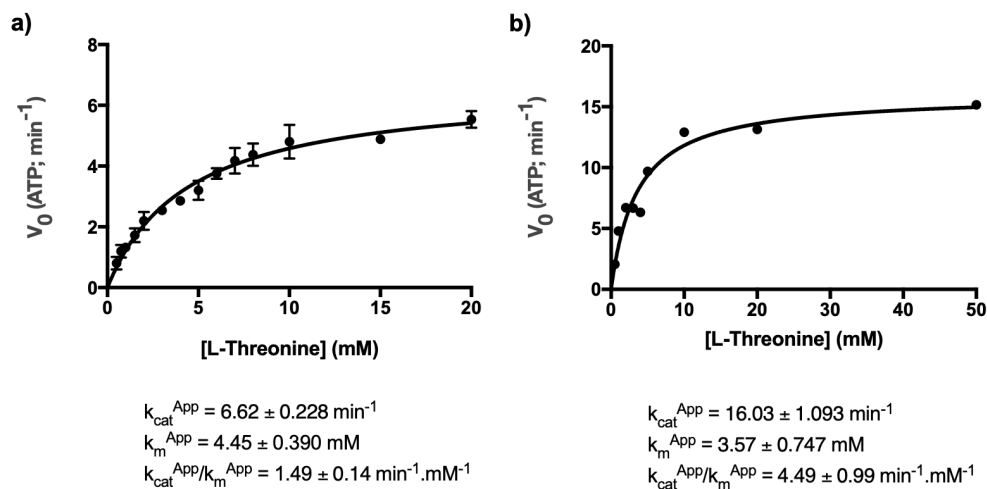 a)
8
6
4
2
0
V0 (ATP; min-1)
0 5 10 15 20
[L-Threonine] (mM)
kcatApp = 6.62 ± 0.228 min-1
kmApp = 4.45 ± 0.390 mM
kcatApp/kmApp = 1.49 ± 0.14 min-1.mM-1
b)
20
15
10
5
0
V0 (ATP; min-1)
0 10 20 30 40 50
[L-Threonine] (mM)
kcatApp = 16.03 ± 1.093 min-1
kmApp = 3.57 ± 0.747 mM
kcatApp/kmApp = 4.49 ± 0.99 min-1.mM-1